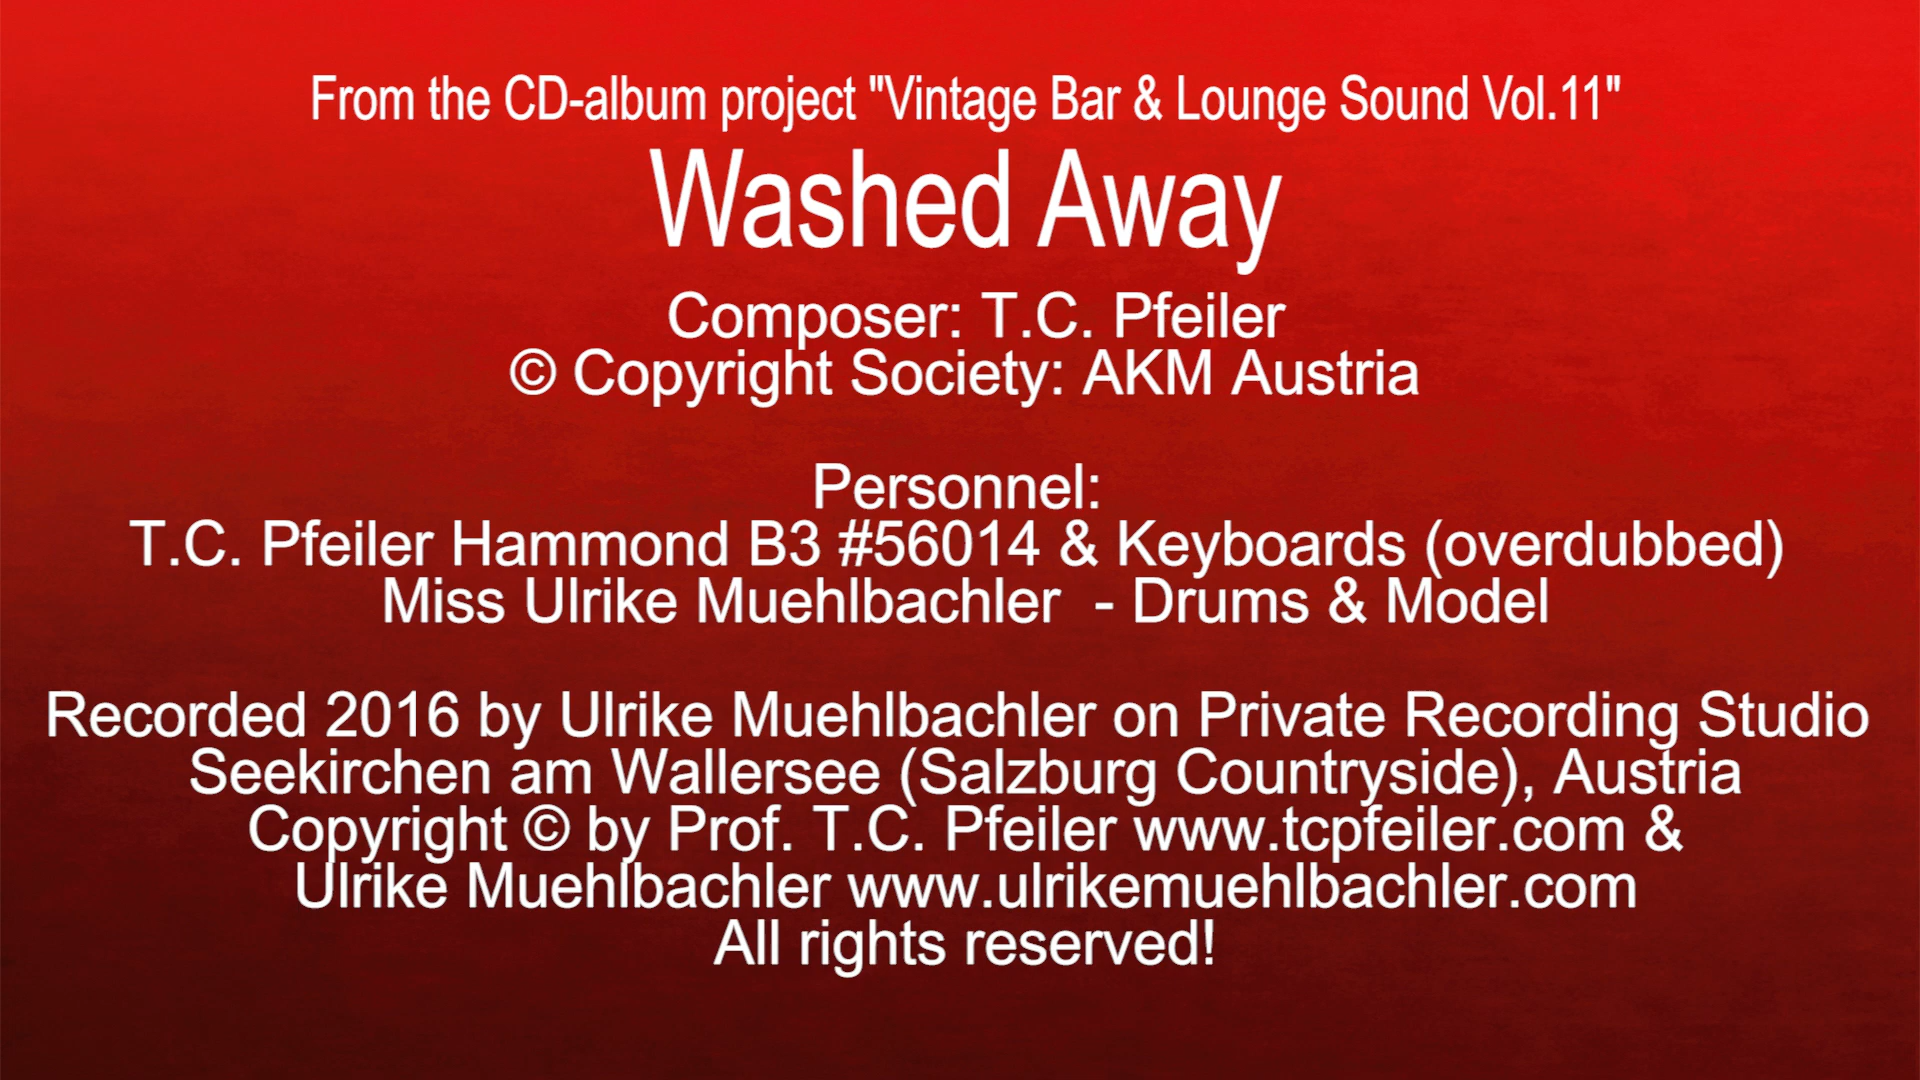 From the CD-album project "Vintage Bar & Lounge Sound Vol.11"
Washed Away
Composer: T.C. Pfeiler
© Copyright Society: AKM Austria
Personnel:
T.C. Pfeiler Hammond B3 #56014 & Keyboards (overdubbed)
Miss Ulrike Muehlbachler - Drums & Model
Recorded 2016 by Ulrike Muehlbachler on Private Recording Studio
Seekirchen am Wallersee (Salzburg Countryside), Austria
Copyright © by Prof. T.C. Pfeiler www.tcpfeiler.com &
Ulrike Muehlbachler www.ulrikemuehlbachler.com
All rights reserved!